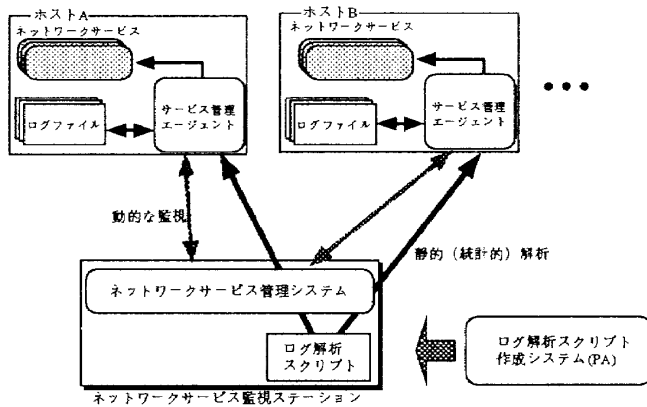 ホストA
ネットワークサービス
サービス管理
エージェント
ログファイル
ホストB
ネットワークサービス
サービス管理
エージェント
ログファイル
動的な監視
静的（統計的）解析
ネットワークサービス管理システム
ログ解析
スクリプト
ログ解析スクリプト
作成システム(PA)
ネットワークサービス監視ステーション